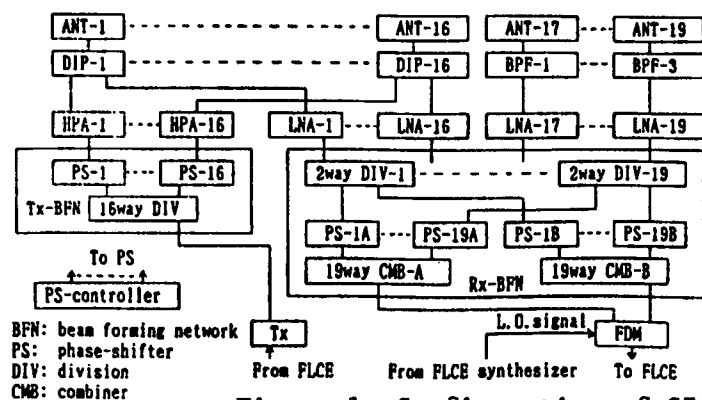 ANT-1 ANT-16 ANT-17 ANT-19
DIP-1 DIP-16 BPF-1 BPF-3
HPA-1 HPA-16 LNA-1 LNA-16 LNA-17 LNA-19
PS-1 PS-16 2way DIV-1 2way DIV-19
Tx-BFN 16way DIV
PS-1A PS-19A PS-1B PS-19B
To PS
19way CMB-A 19way CMB-B
PS-controller Rx-BFN
L.O.signal
BFN: beam forming network Tx FDM
PS: phase-shifter
DIV: division From FLCE From FLCE synthesizer To FLCE
CMB: combiner